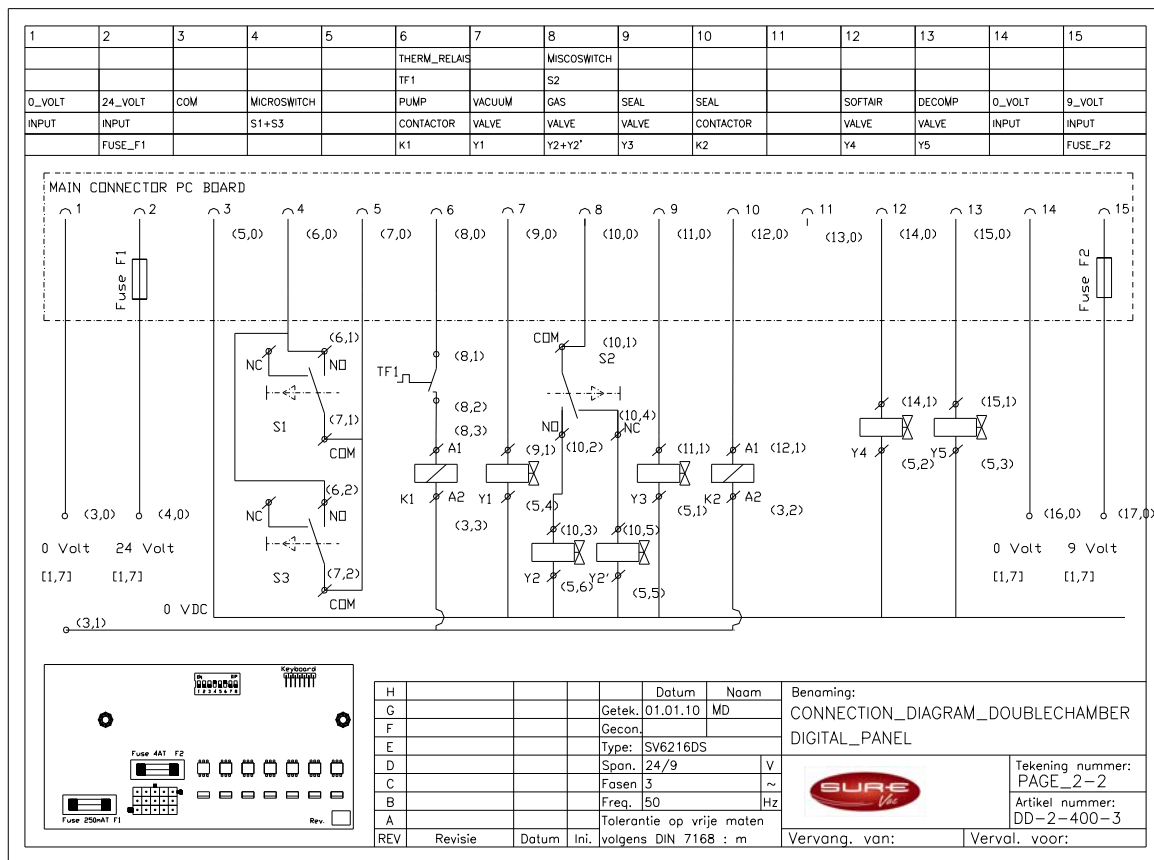 1 2 3 4 5 6 7 8 9 10 11 12 13 14 15
THERM_RELAIS MISCOSWITCH
TF1 S2
0_VOLT 24_VOLT COM MICROSWITCH PUMP VACUUM GAS SEAL SEAL SOFTAIR DECOMP 0_VOLT 9_VOLT
INPUT INPUT S1+S3 CONTACTOR VALVE VALVE VALVE CONTACTOR VALVE VALVE INPUT INPUT
FUSE_F1 K1 Y1 Y2+Y2' Y3 K2 Y4 Y5 FUSE_F2
MAIN CONNECTOR PC BOARD
1 2 3 4 5 6 7 8 9 10 11 12 13 14 15
(5,0) (6,0) (7,0) (8,0) (9,0) (10,0) (11,0) (12,0) (13,0) (14,0) (15,0)
Fuse F1
Fuse F2
(6,1) COM (10,1)
NC NO (8,1) S2
TF1
(8,2) (14,1) (15,1)
S1 (7,1) (8,3) NO (10,2) (10,4) NC
COM A1 (9,1) (11,1) A1 (12,1) Y4 (5,2) Y5 (5,3)
(6,2) K1 A2 Y1 (5,4) Y3 (5,1) K2 A2
NC NO (3,3) (3,2)
(3,0) (4,0) (10,3) (10,5) (16,0) (17,0)
0 Volt 24 Volt 0 Volt 9 Volt
[1,7] [1,7] S3 (7,2) Y2 (5,6) Y2' (5,5) [1,7] [1,7]
COM
0 VDC
(3,1)
Keyboard
1 2 3 4 5 6 7 8
Fuse 4AT F2
Fuse 250mAT F1
Rev.
H Datum Naam
G Getek. 01.01.10 MD
F Gecon.
E Type: SV6216DS
D Span. 24/9 V
C Fasen 3 ~
B Freq. 50 Hz
A Tolerantie op vrije maten
REV Revisie Datum Ini. volgens DIN 7168 : m
Benaming:
CONNECTION_DIAGRAM_DOUBLECHAMBER
DIGITAL_PANEL
SURE
Vac
Tekening nummer:
PAGE_2-2
Artikel nummer:
DD-2-400-3
Vervang. van: Verval. voor: